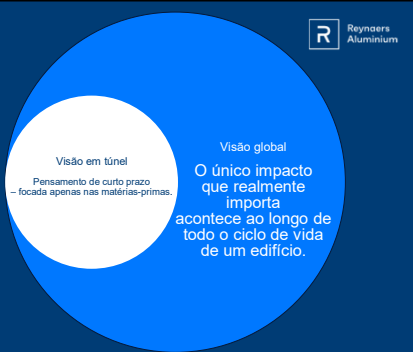 R Reynaers
Aluminium
Visão em túnel
Pensamento de curto prazo
– focada apenas nas matérias-primas.
Visão global
O único impacto
que realmente
importa
acontece ao longo de
todo o ciclo de vida
de um edifício.